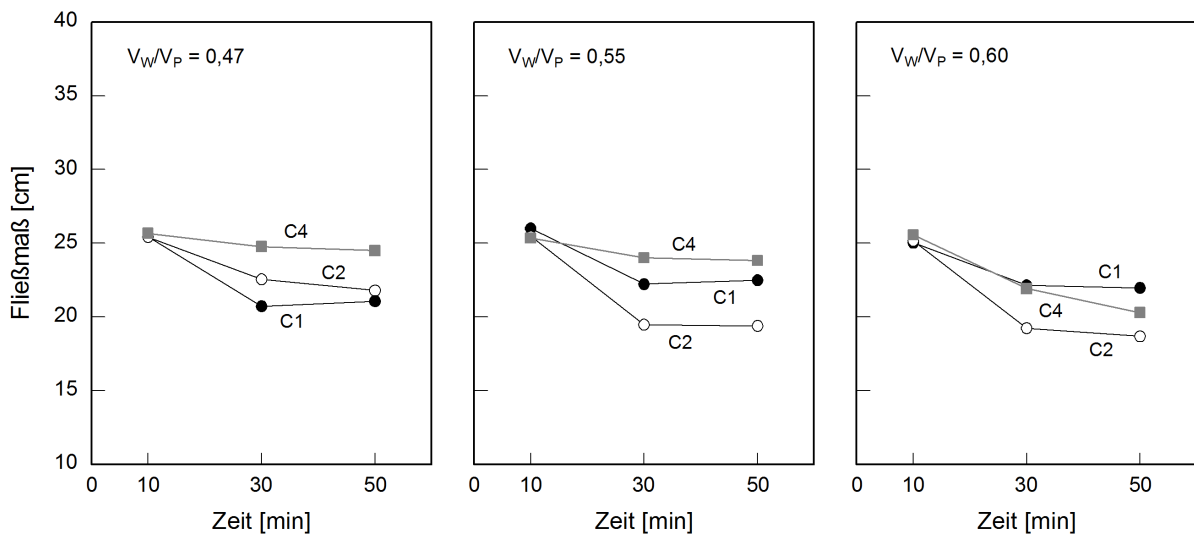 40
35
30
25
20
15
10
Fließmaß [cm]
V_W/V_P = 0,47
C4
C2
C1
0 10 30 50
Zeit [min]
V_W/V_P = 0,55
C4
C1
C2
0 10 30 50
Zeit [min]
V_W/V_P = 0,60
C1
C4
C2
0 10 30 50
Zeit [min]